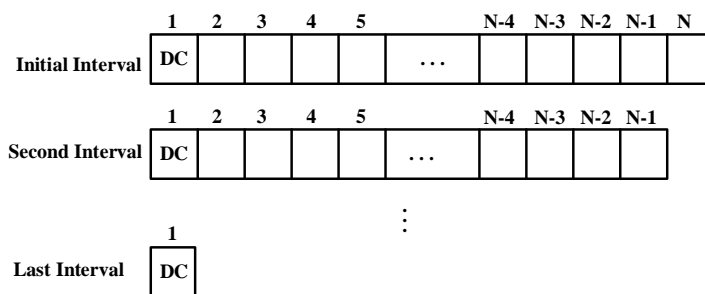 1 2 3 4 5 N-4 N-3 N-2 N-1 N
Initial Interval DC ...
1 2 3 4 5 N-4 N-3 N-2 N-1
Second Interval DC ...
⋮
1
Last Interval DC